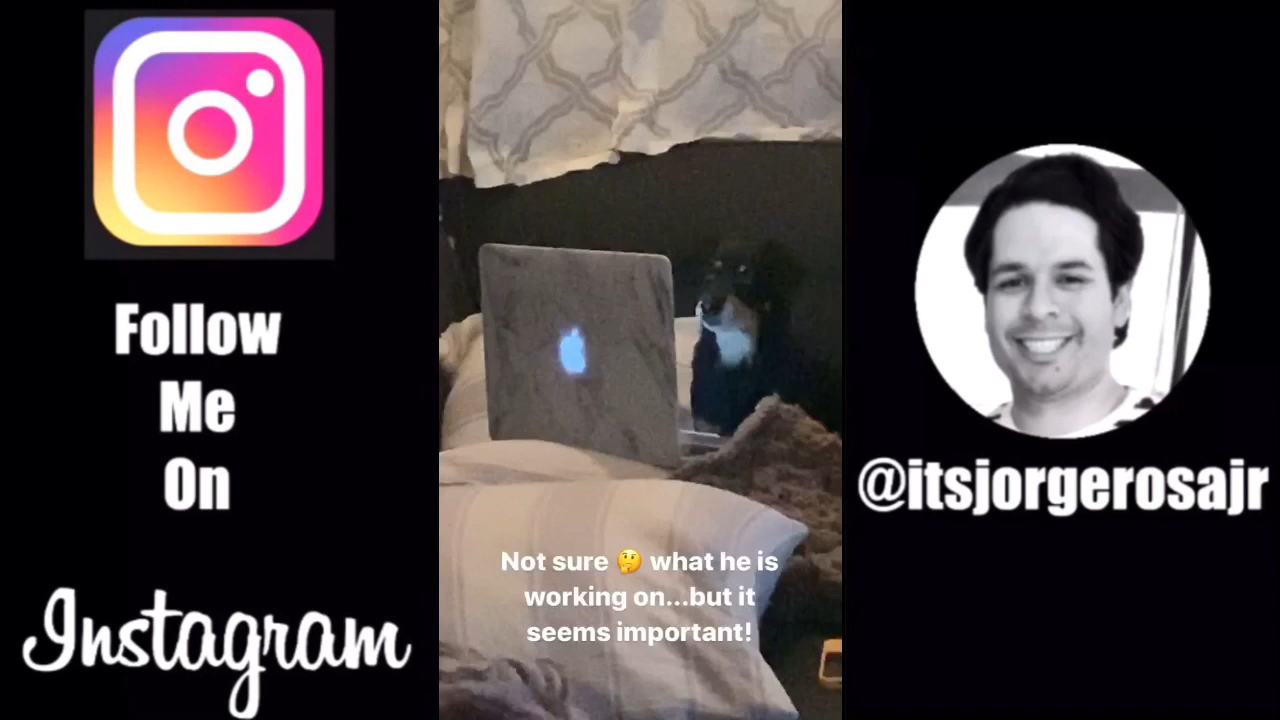 Follow
Me
On
Instagram
Not sure 🤔 what he is
working on...but it
seems important!
@itsjorgerosajr